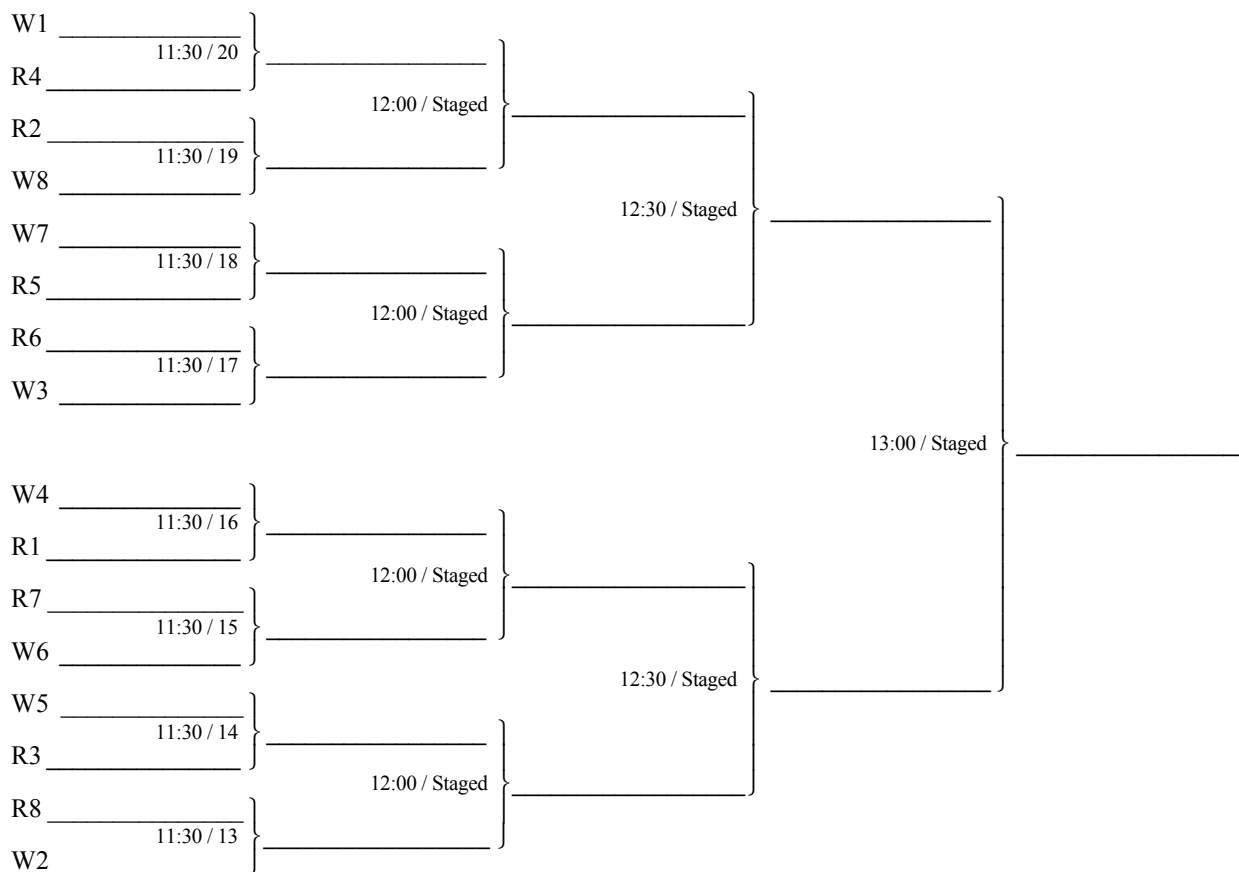 W1
11:30 / 20
R4
12:00 / Staged
R2
11:30 / 19
W8
12:30 / Staged
W7
11:30 / 18
R5
12:00 / Staged
R6
11:30 / 17
W3
13:00 / Staged
W4
11:30 / 16
R1
12:00 / Staged
R7
11:30 / 15
W6
12:30 / Staged
W5
11:30 / 14
R3
12:00 / Staged
R8
11:30 / 13
W2